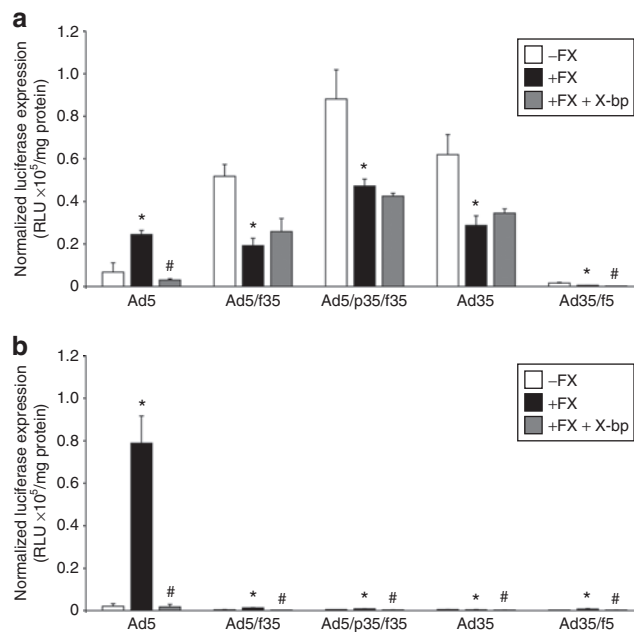 a
Normalized luciferase expression
(RLU ×10⁵/mg protein)
1.2
1.0
0.8
0.6
0.4
0.2
0
−FX
+FX
+FX + X-bp
* # * * * * #
Ad5 Ad5/f35 Ad5/p35/f35 Ad35 Ad35/f5
b
Normalized luciferase expression
(RLU ×10⁵/mg protein)
1.2
1.0
0.8
0.6
0.4
0.2
0
−FX
+FX
+FX + X-bp
* # * # * # * # * #
Ad5 Ad5/f35 Ad5/p35/f35 Ad35 Ad35/f5